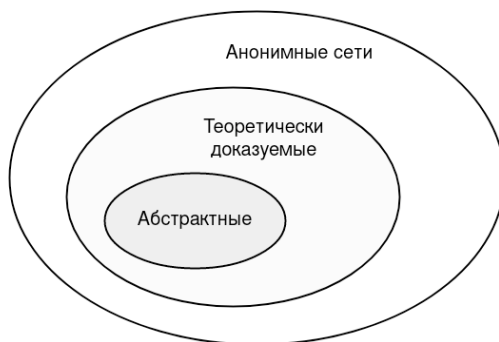 Анонимные сети
Теоретически
доказуемые
Абстрактные